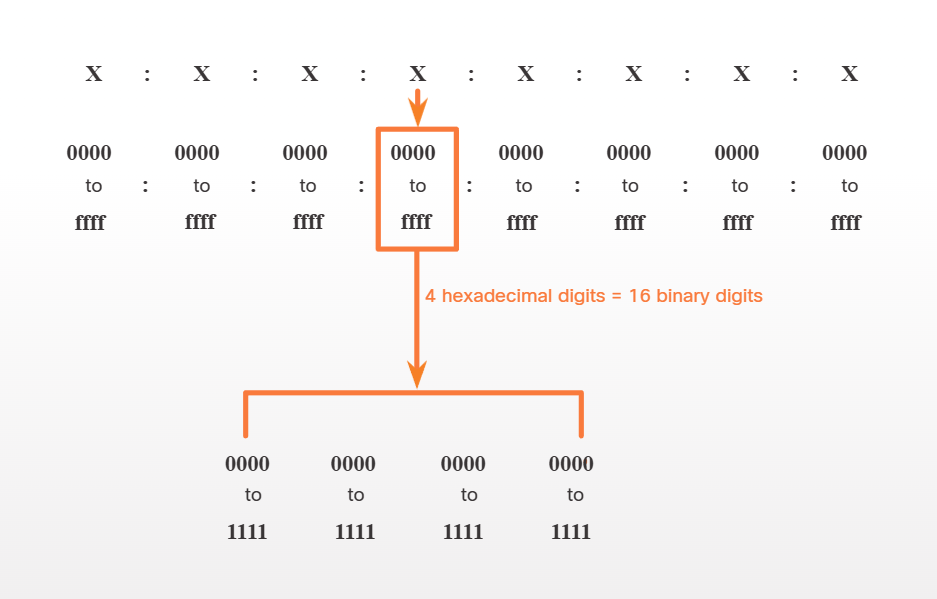 X : X : X : X : X : X : X : X
0000 0000 0000 0000 0000 0000 0000 0000
to : to : to : to : to : to : to : to
ffff ffff ffff ffff ffff ffff ffff ffff
4 hexadecimal digits = 16 binary digits
0000 0000 0000 0000
to to to to
1111 1111 1111 1111